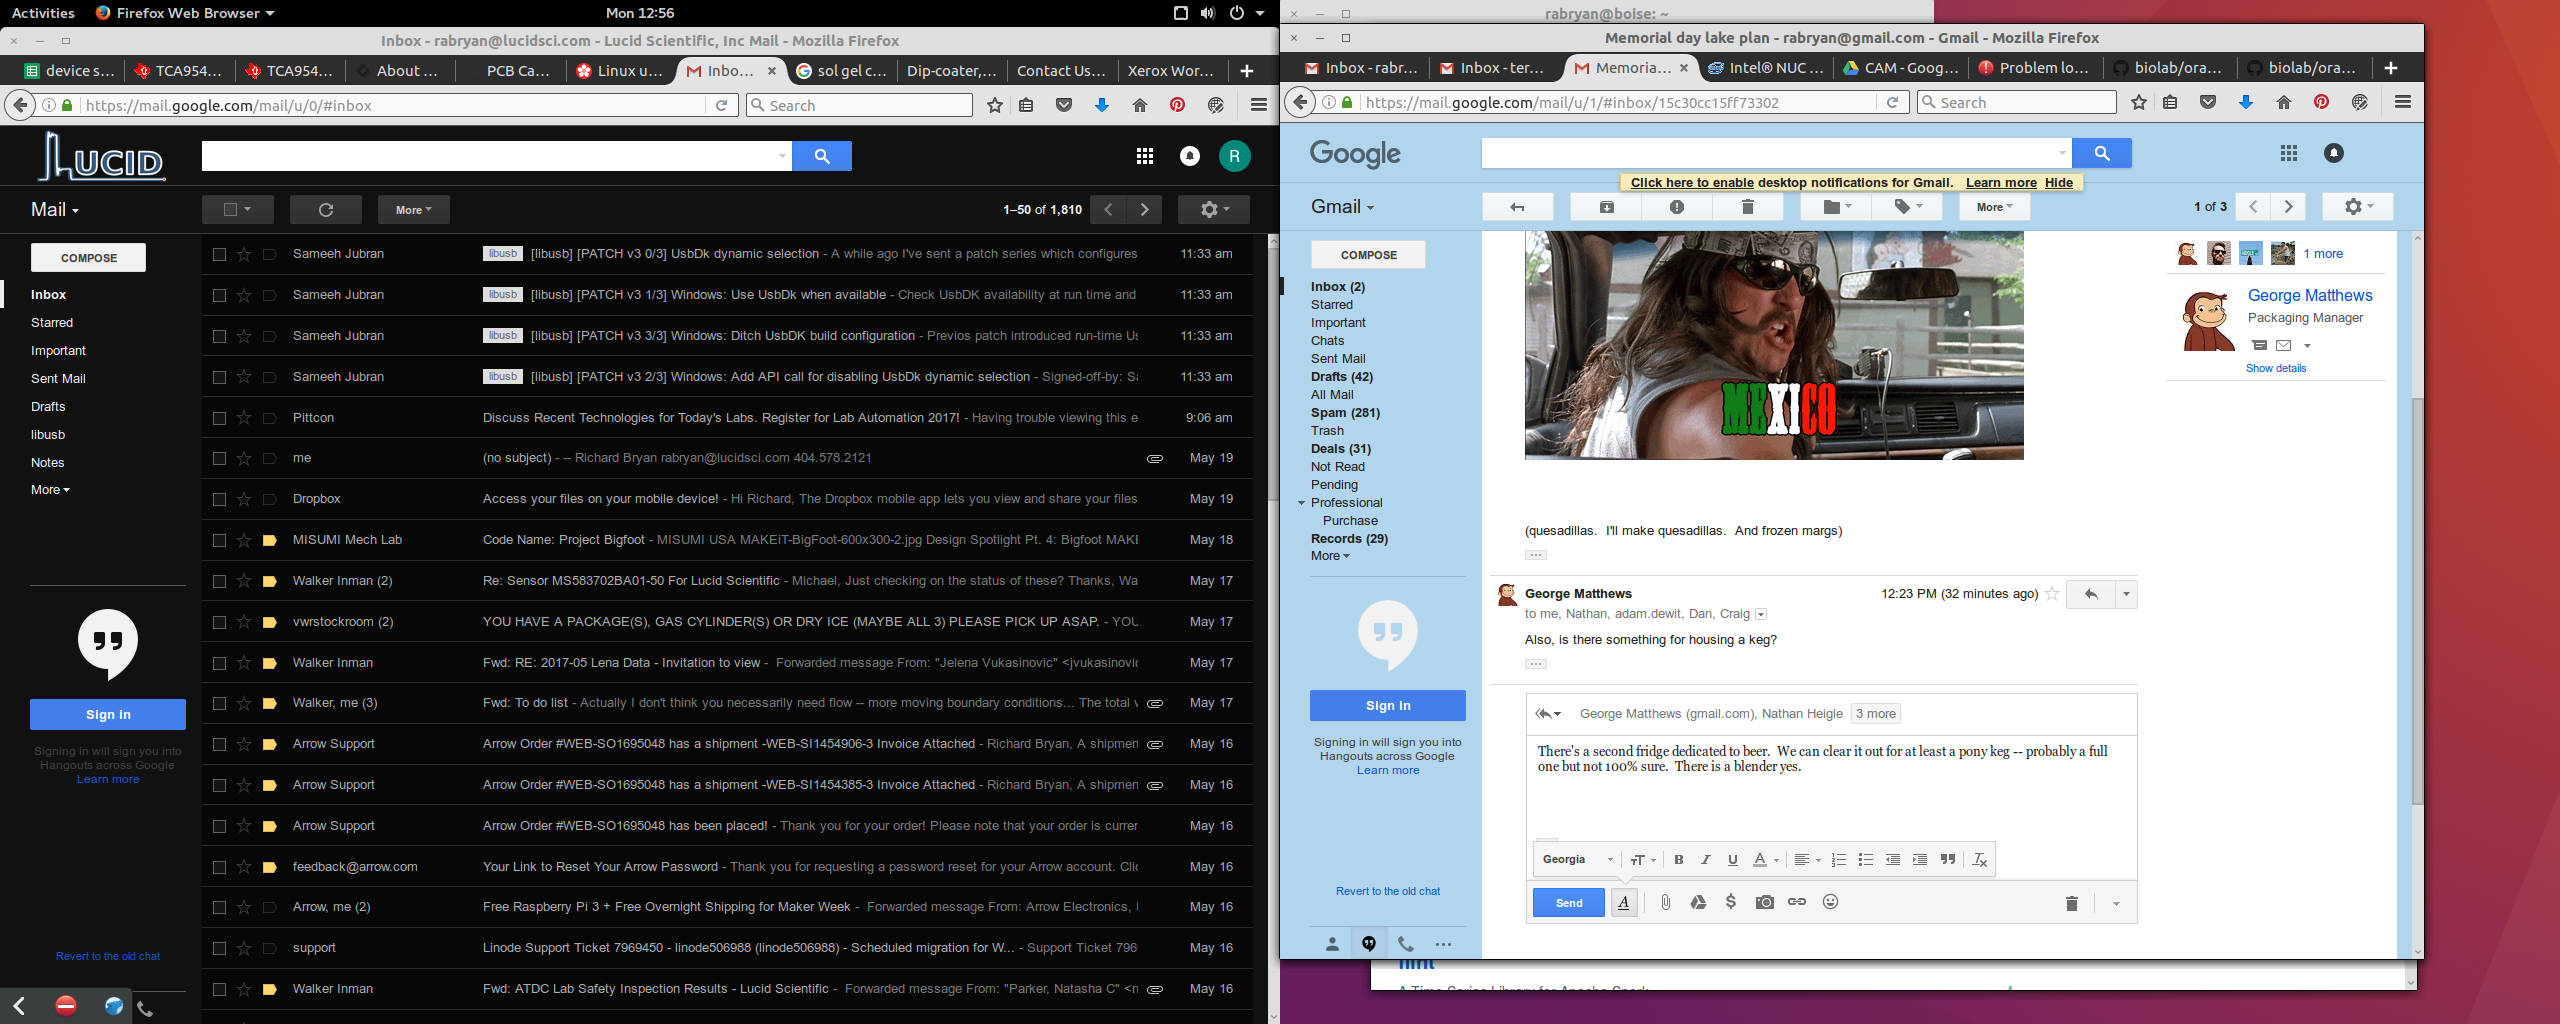 Activities Firefox Web Browser Mon 12:56
Inbox - rabryan@lucidsci.com - Lucid Scientific, Inc Mail - Mozilla Firefox
device s... TCA954... TCA954... About ... PCB Ca... Linux u... Inbo... sol gel c... Dip-coater,... Contact Us... Xerox Wor...
https://mail.google.com/mail/u/0/#inbox Search
LUCID
R
Mail
More
1–50 of 1,810
COMPOSE
Inbox
Starred
Important
Sent Mail
Drafts
libusb
Notes
More
Sign in
Signing in will sign you into
Hangouts across Google
Learn more
Revert to the old chat
Sameeh Jubran libusb [libusb] [PATCH v3 0/3] UsbDk dynamic selection - A while ago I've sent a patch series which configures 11:33 am
Sameeh Jubran libusb [libusb] [PATCH v3 1/3] Windows: Use UsbDk when available - Check UsbDK availability at run time and 11:33 am
Sameeh Jubran libusb [libusb] [PATCH v3 3/3] Windows: Ditch UsbDK build configuration - Previos patch introduced run-time Us 11:33 am
Sameeh Jubran libusb [libusb] [PATCH v3 2/3] Windows: Add API call for disabling UsbDk dynamic selection - Signed-off-by: Sa 11:33 am
Pittcon Discuss Recent Technologies for Today's Labs. Register for Lab Automation 2017! - Having trouble viewing this e 9:06 am
me (no subject) - -- Richard Bryan rabryan@lucidsci.com 404.578.2121 May 19
Dropbox Access your files on your mobile device! - Hi Richard, The Dropbox mobile app lets you view and share your files May 19
MISUMI Mech Lab Code Name: Project Bigfoot - MISUMI USA MAKEiT-BigFoot-600x300-2.jpg Design Spotlight Pt. 4: Bigfoot MAKE May 18
Walker Inman (2) Re: Sensor MS583702BA01-50 For Lucid Scientific - Michael, Just checking on the status of these? Thanks, Wa May 17
vwrstockroom (2) YOU HAVE A PACKAGE(S), GAS CYLINDER(S) OR DRY ICE (MAYBE ALL 3) PLEASE PICK UP ASAP. - YOU May 17
Walker Inman Fwd: RE: 2017-05 Lena Data - Invitation to view - Forwarded message From: "Jelena Vukasinovic" <jvukasinovic May 17
Walker, me (3) Fwd: To do list - Actually I don't think you necessarily need flow -- more moving boundary conditions... The total v May 17
Arrow Support Arrow Order #WEB-SO1695048 has a shipment -WEB-SI1454906-3 Invoice Attached - Richard Bryan, A shipmen May 16
Arrow Support Arrow Order #WEB-SO1695048 has a shipment -WEB-SI1454385-3 Invoice Attached - Richard Bryan, A shipmen May 16
Arrow Support Arrow Order #WEB-SO1695048 has been placed! - Thank you for your order! Please note that your order is currer May 16
feedback@arrow.com Your Link to Reset Your Arrow Password - Thank you for requesting a password reset for your Arrow account. Clic May 16
Arrow, me (2) Free Raspberry Pi 3 + Free Overnight Shipping for Maker Week - Forwarded message From: Arrow Electronics, I May 16
support Linode Support Ticket 7969450 - linode506988 (linode506988) - Scheduled migration for W... - Support Ticket 796 May 16
Walker Inman Fwd: ATDC Lab Safety Inspection Results - Lucid Scientific - Forwarded message From: "Parker, Natasha C" <n May 16
rabryan@boise: ~
Memorial day lake plan - rabryan@gmail.com - Gmail - Mozilla Firefox
Inbox - rabr... Inbox - ter... Memoria... Intel® NUC ... CAM - Goog... Problem lo... biolab/ora... biolab/ora...
https://mail.google.com/mail/u/1/#inbox/15c30cc15ff73302 Search
Google
Click here to enable desktop notifications for Gmail. Learn more Hide
Gmail
More
1 of 3
COMPOSE
Inbox (2)
Starred
Important
Chats
Sent Mail
Drafts (42)
All Mail
Spam (281)
Trash
Deals (31)
Not Read
Pending
Professional
Purchase
Records (29)
More
Sign in
Signing in will sign you into
Hangouts across Google
Learn more
Revert to the old chat
MEXICO
(quesadillas. I'll make quesadillas. And frozen margs)
George Matthews 12:23 PM (32 minutes ago)
to me, Nathan, adam.dewit, Dan, Craig
Also, is there something for housing a keg?
George Matthews (gmail.com), Nathan Heigle 3 more
There's a second fridge dedicated to beer. We can clear it out for at least a pony keg -- probably a full
one but not 100% sure. There is a blender yes.
Georgia
Send
1 more
George Matthews
Packaging Manager
Show details
A Time Series Library for Apache Spark